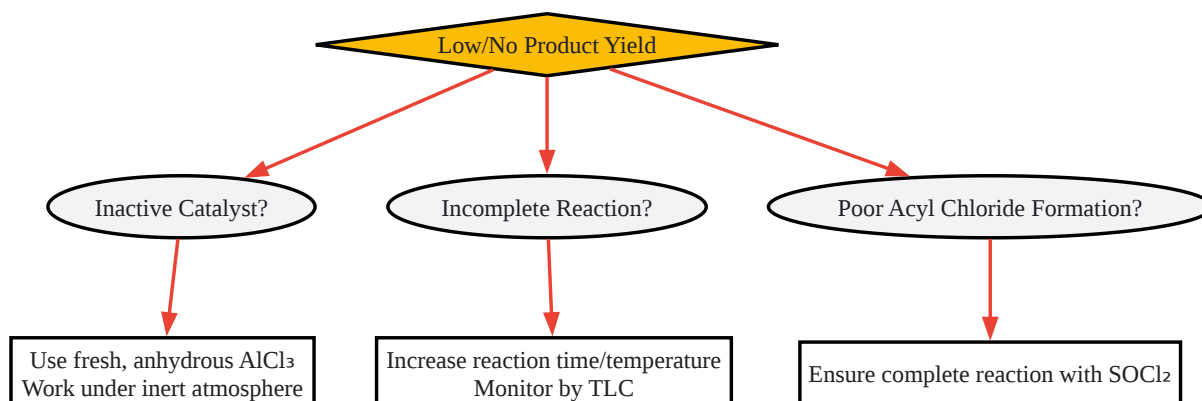 Low/No Product Yield
Inactive Catalyst?
Incomplete Reaction?
Poor Acyl Chloride Formation?
Use fresh, anhydrous AlCl₃
Work under inert atmosphere
Increase reaction time/temperature
Monitor by TLC
Ensure complete reaction with SOCl₂